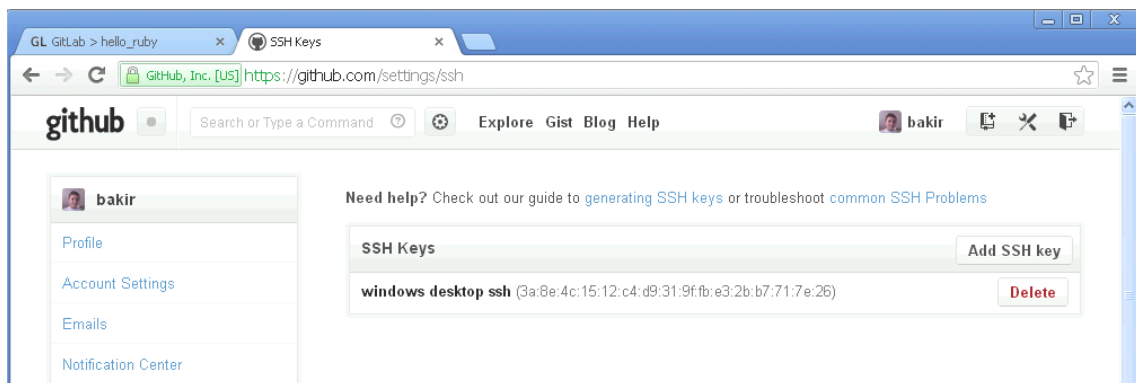 GL GitLab > hello_ruby × SSH Keys ×
GitHub, Inc. [US] https://github.com/settings/ssh
github Search or Type a Command Explore Gist Blog Help bakir
bakir
Need help? Check out our guide to generating SSH keys or troubleshoot common SSH Problems
Profile
SSH Keys Add SSH key
Account Settings
windows desktop ssh (3a:8e:4c:15:12:c4:d9:31:9f:fb:e3:2b:b7:71:7e:26) Delete
Emails
Notification Center